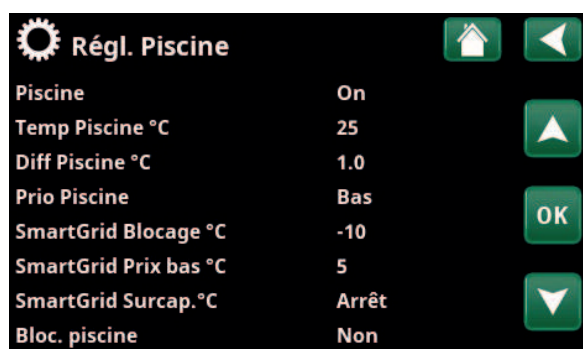 Régl. Piscine
Piscine On
Temp Piscine °C 25
Diff Piscine °C 1.0
Prio Piscine Bas
SmartGrid Blocage °C -10
SmartGrid Prix bas °C 5
SmartGrid Surcap.°C Arrêt
Bloc. piscine Non
OK